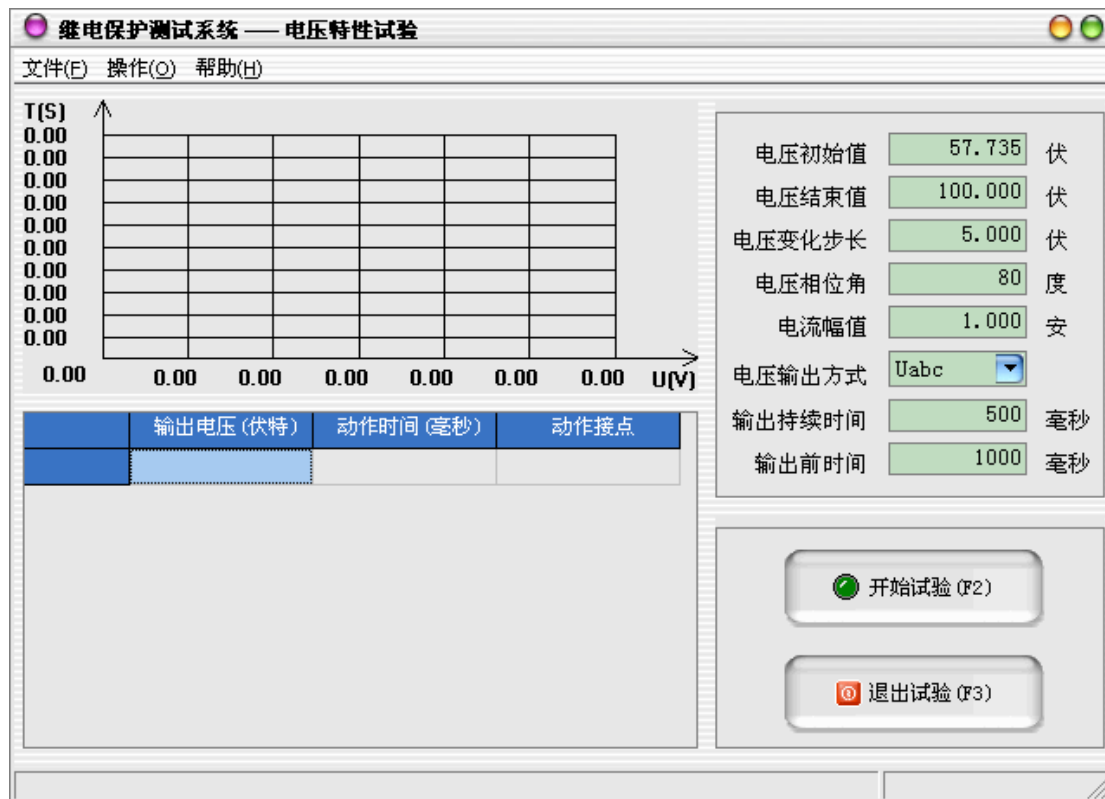 继电保护测试系统 —— 电压特性试验
文件(F) 操作(O) 帮助(H)
T(S)
0.00
0.00
0.00
0.00
0.00
0.00
0.00
0.00
0.00
0.00
0.00 0.00 0.00 0.00 0.00 0.00 0.00 U(V)
输出电压(伏特) 动作时间(毫秒) 动作接点
电压初始值 57.735 伏
电压结束值 100.000 伏
电压变化步长 5.000 伏
电压相位角 80 度
电流幅值 1.000 安
电压输出方式 Uabc
输出持续时间 500 毫秒
输出前时间 1000 毫秒
开始试验(F2)
退出试验(F3)